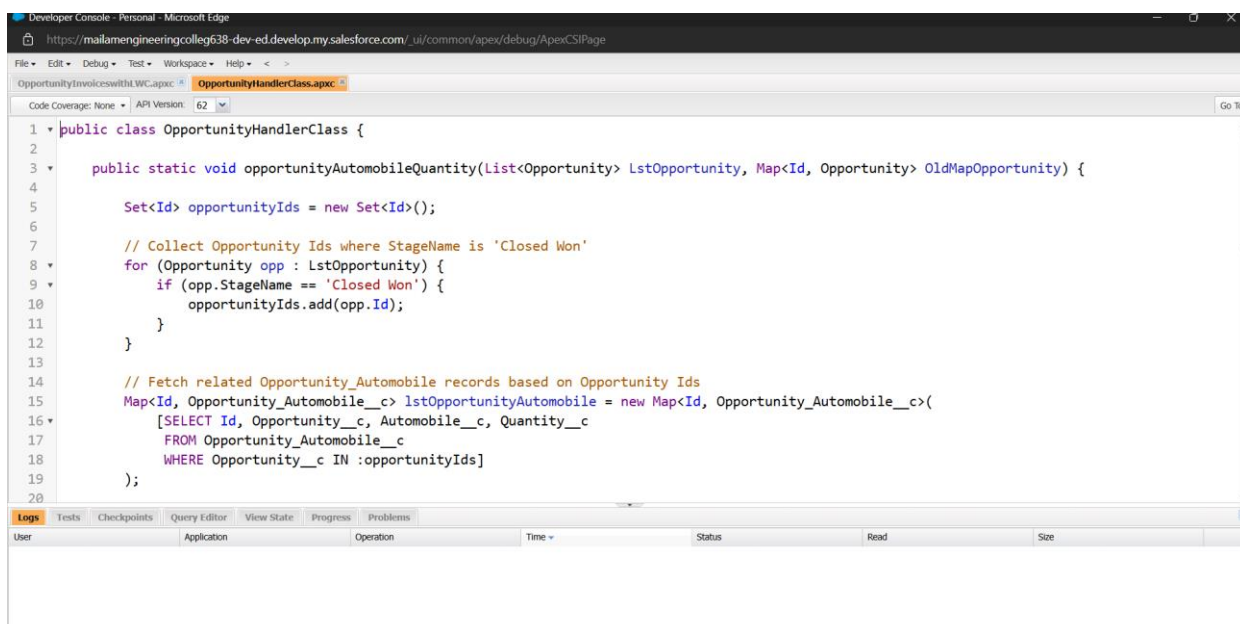 Developer Console - Personal - Microsoft Edge
https://mailamengineeringcolleg638-dev-ed.develop.my.salesforce.com/_ui/common/apex/debug/ApexCSIPage
File Edit Debug Test Workspace Help < >
OpportunityInvoiceswithLWC.apxc OpportunityHandlerClass.apxc
Code Coverage: None API Version: 62 Go
1 public class OpportunityHandlerClass {
2
3 public static void opportunityAutomobileQuantity(List<Opportunity> LstOpportunity, Map<Id, Opportunity> OldMapOpportunity) {
4
5 Set<Id> opportunityIds = new Set<Id>();
6
7 // Collect Opportunity Ids where StageName is 'Closed Won'
8 for (Opportunity opp : LstOpportunity) {
9 if (opp.StageName == 'Closed Won') {
10 opportunityIds.add(opp.Id);
11 }
12 }
13
14 // Fetch related Opportunity_Automobile records based on Opportunity Ids
15 Map<Id, Opportunity_Automobile__c> lstOpportunityAutomobile = new Map<Id, Opportunity_Automobile__c>(
16 [SELECT Id, Opportunity__c, Automobile__c, Quantity__c
17 FROM Opportunity_Automobile__c
18 WHERE Opportunity__c IN :opportunityIds]
19 );
20
Logs Tests Checkpoints Query Editor View State Progress Problems
User Application Operation Time Status Read Size